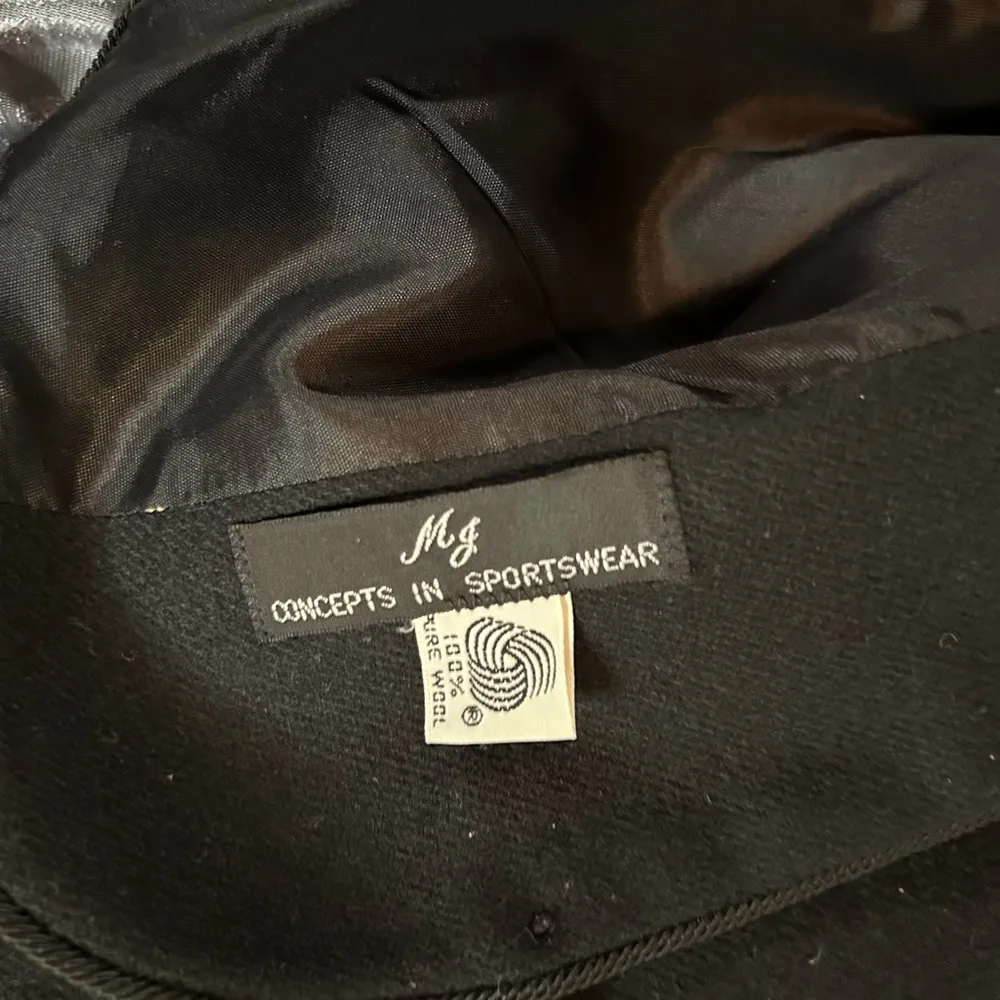 MJ
CONCEPTS IN SPORTSWEAR
100%
PURE WOOL
®